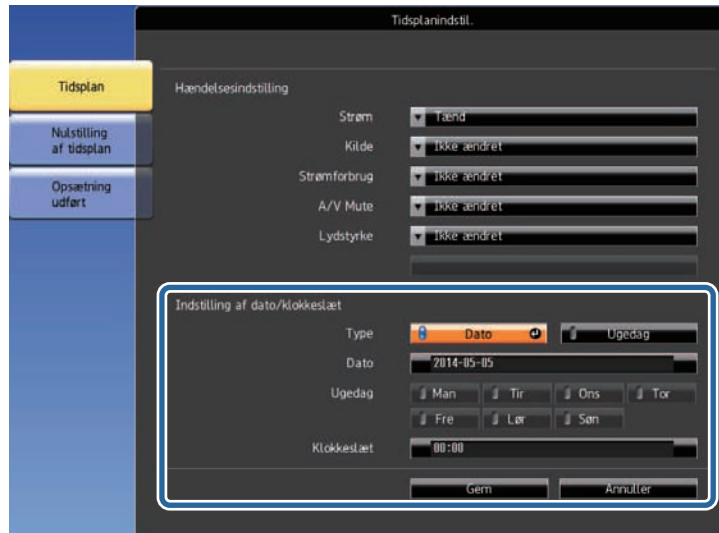 Tidsplanindstil.
Tidsplan
Nulstilling
af tidsplan
Opsætning
udført
Hændelsesindstilling
Strøm Tænd
Kilde Ikke ændret
Strømforbrug Ikke ændret
A/V Mute Ikke ændret
Lydstyrke Ikke ændret
Indstilling af dato/klokkeslæt
Type Dato Ugedag
Dato 2014-05-05
Ugedag Man Tir Ons Tor
Fre Lør Søn
Klokkeslæt 00:00
Gem Annuller